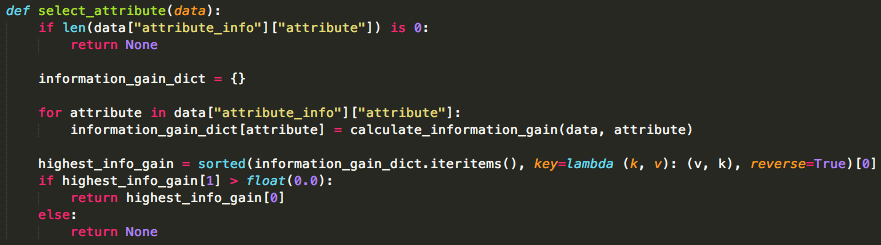 def select_attribute(data):
    if len(data["attribute_info"]["attribute"]) is 0:
        return None

    information_gain_dict = {}

    for attribute in data["attribute_info"]["attribute"]:
        information_gain_dict[attribute] = calculate_information_gain(data, attribute)

    highest_info_gain = sorted(information_gain_dict.iteritems(), key=lambda (k, v): (v, k), reverse=True)[0]
    if highest_info_gain[1] > float(0.0):
        return highest_info_gain[0]
    else:
        return None